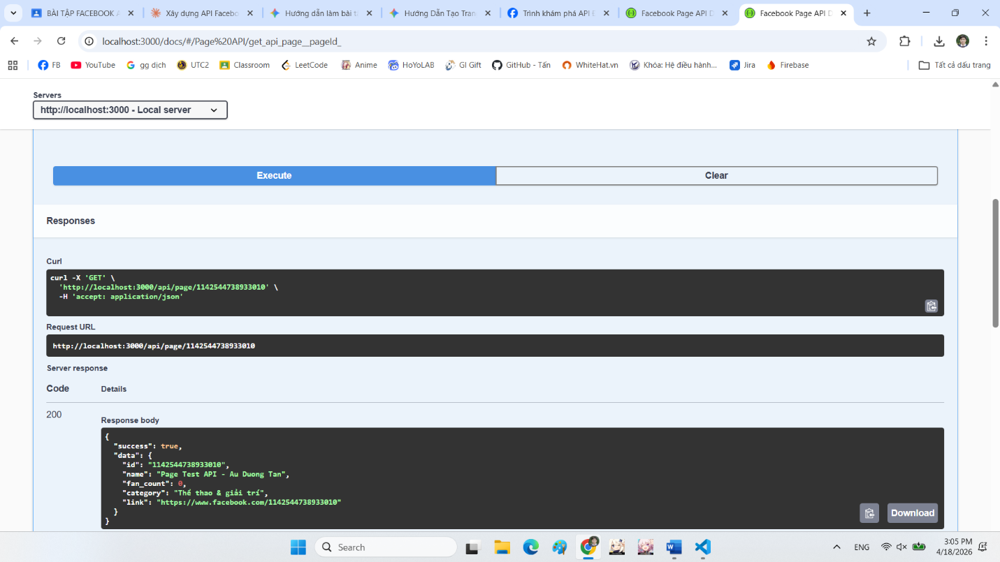 BÀI TẬP FACEBOOK A
Xây dựng API Facebo
Hướng dẫn làm bài tậ
Hướng Dẫn Tạo Tran
Trình khám phá API Đ
Facebook Page API D
Facebook Page API D
localhost:3000/docs/#/Page%20API/get_api_page__pageId_
FB
YouTube
gg dịch
UTC2
Classroom
LeetCode
Anime
HoYoLAB
GI Gift
GitHub - Tấn
WhiteHat.vn
Khóa: Hệ điều hành...
Jira
Firebase
Tất cả dấu trang
Servers
http://localhost:3000 - Local server
Execute
Clear
Responses
Curl
curl -X 'GET' \
'http://localhost:3000/api/page/1142544738933010' \
-H 'accept: application/json'
Request URL
http://localhost:3000/api/page/1142544738933010
Server response
Code
Details
200
Response body
{
"success": true,
"data": {
"id": "1142544738933010",
"name": "Page Test API - Au Duong Tan",
"fan_count": 0,
"category": "Thể thao & giải trí",
"link": "https://www.facebook.com/1142544738933010"
}
}
Download
Search
ENG
3:05 PM
4/18/2026